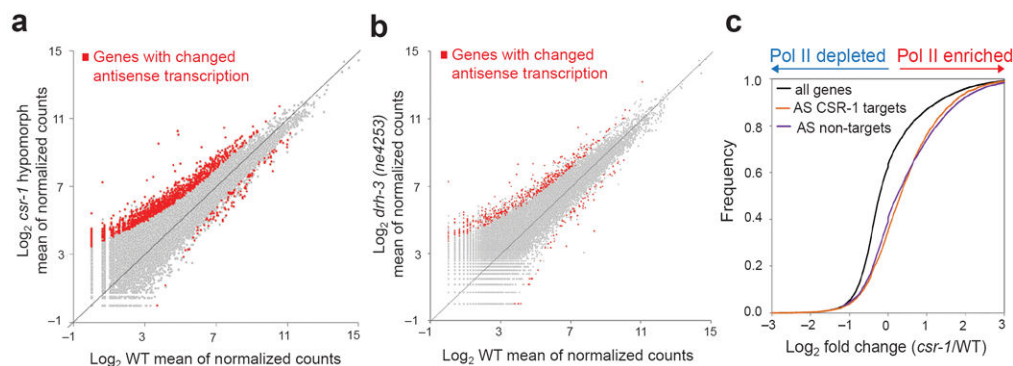 a
Genes with changed
antisense transcription
Log2 csr-1 hypomorph
mean of normalized counts
15
11
7
3
–1
–1
3
7
11
15
Log2 WT mean of normalized counts
b
Genes with changed
antisense transcription
Log2 drh-3 (ne4253)
mean of normalized counts
15
11
7
3
–1
–1
3
7
11
15
Log2 WT mean of normalized counts
c
Pol II depleted
Pol II enriched
all genes
AS CSR-1 targets
AS non-targets
Frequency
1.0
0.8
0.6
0.4
0.2
0.0
–3
–2
–1
0
1
2
3
Log2 fold change (csr-1/WT)